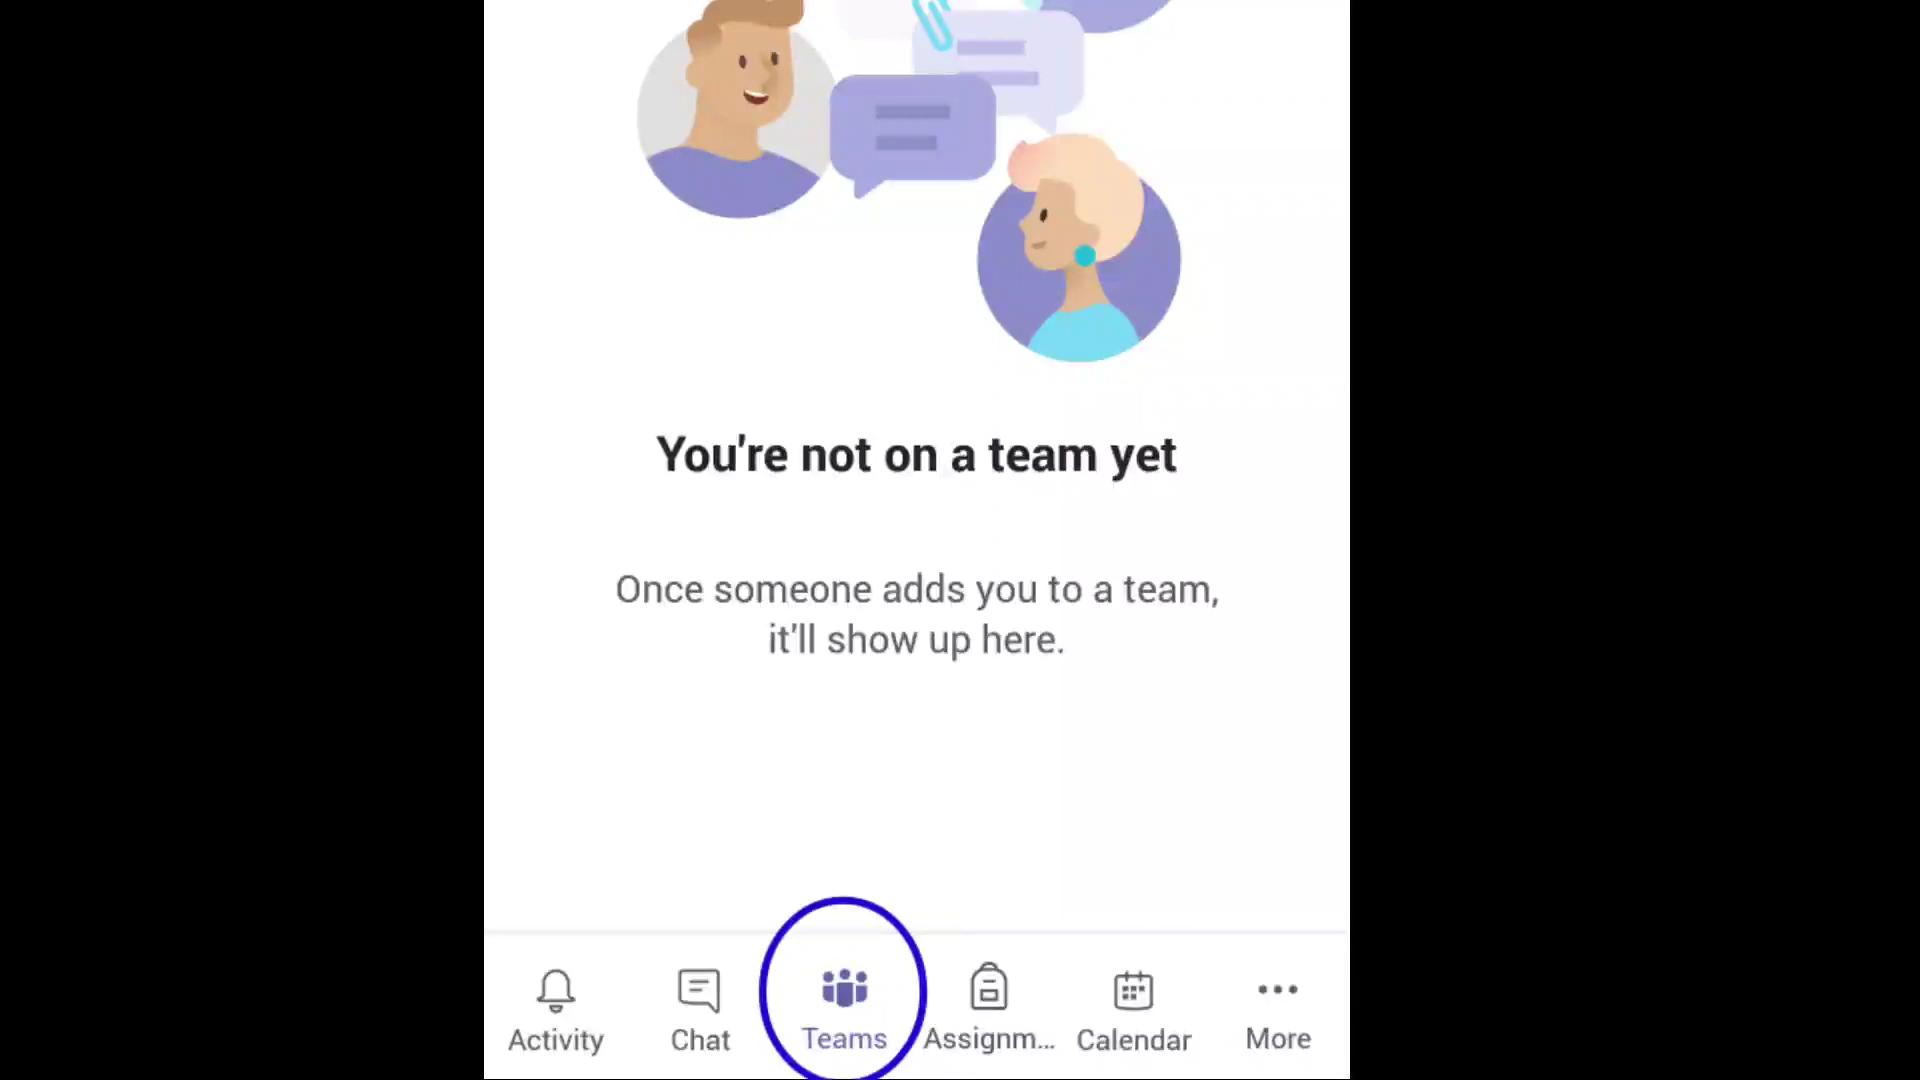 You're not on a team yet
Once someone adds you to a team,
it'll show up here.
Activity
Chat
Teams
Assignm...
Calendar
More